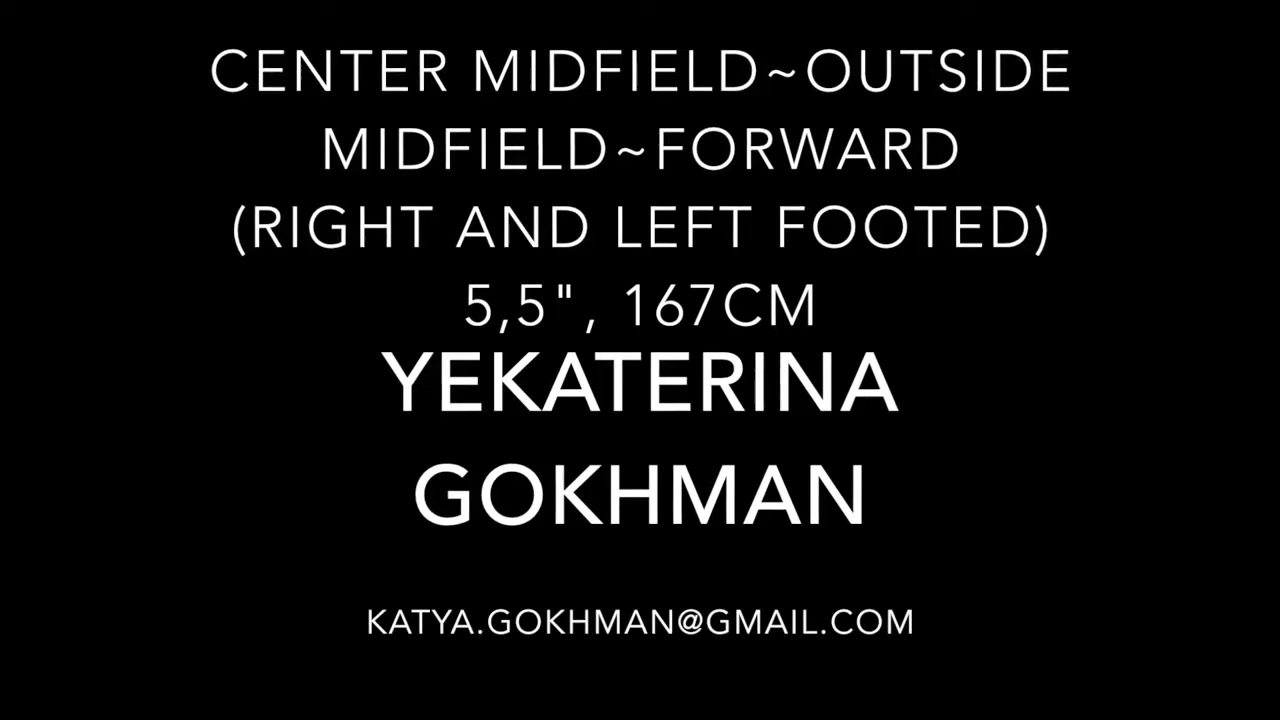 CENTER MIDFIELD~OUTSIDE
MIDFIELD~FORWARD
(RIGHT AND LEFT FOOTED)
5,5", 167CM
YEKATERINA
GOKHMAN
KATYA.GOKHMAN@GMAIL.COM